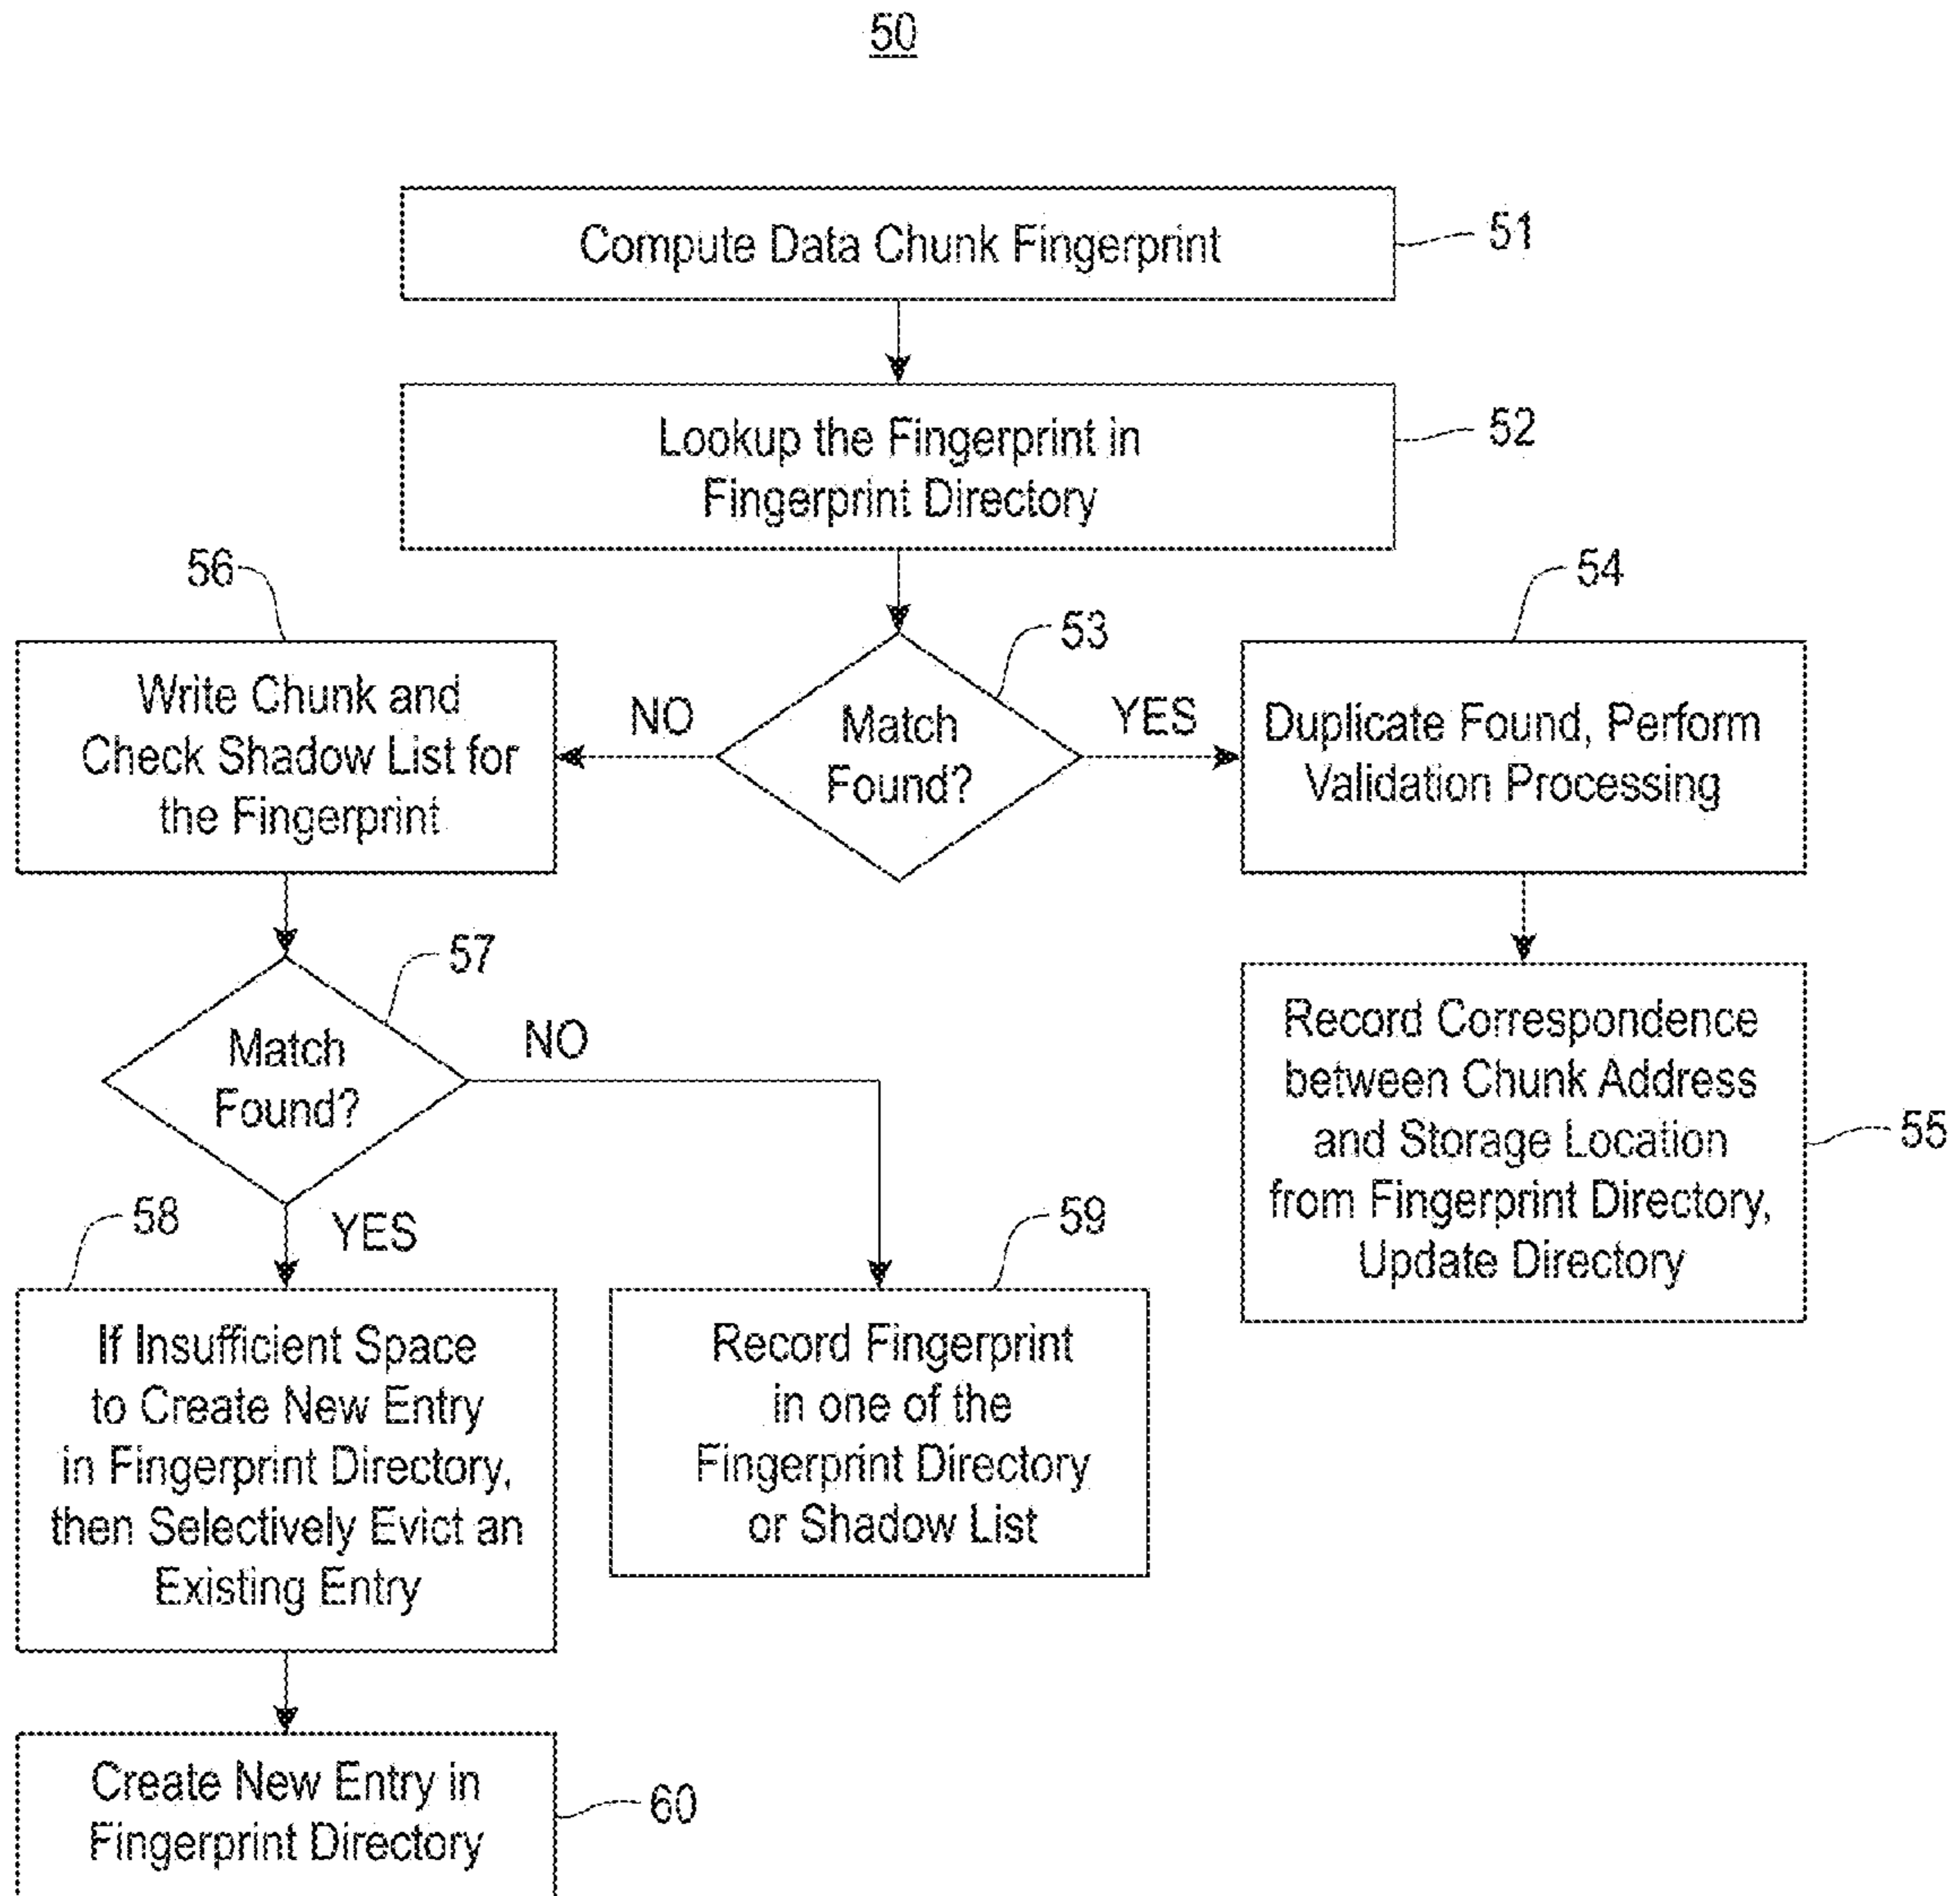 50
Compute Data Chunk Fingerprint
51
Lookup the Fingerprint in
Fingerprint Directory
52
53
Match
Found?
NO
YES
56
Write Chunk and
Check Shadow List for
the Fingerprint
54
Duplicate Found, Perform
Validation Processing
57
Match
Found?
NO
YES
Record Correspondence
between Chunk Address
and Storage Location
from Fingerprint Directory,
Update Directory
55
58
If Insufficient Space
to Create New Entry
in Fingerprint Directory,
then Selectively Evict an
Existing Entry
59
Record Fingerprint
in one of the
Fingerprint Directory
or Shadow List
Create New Entry in
Fingerprint Directory
60